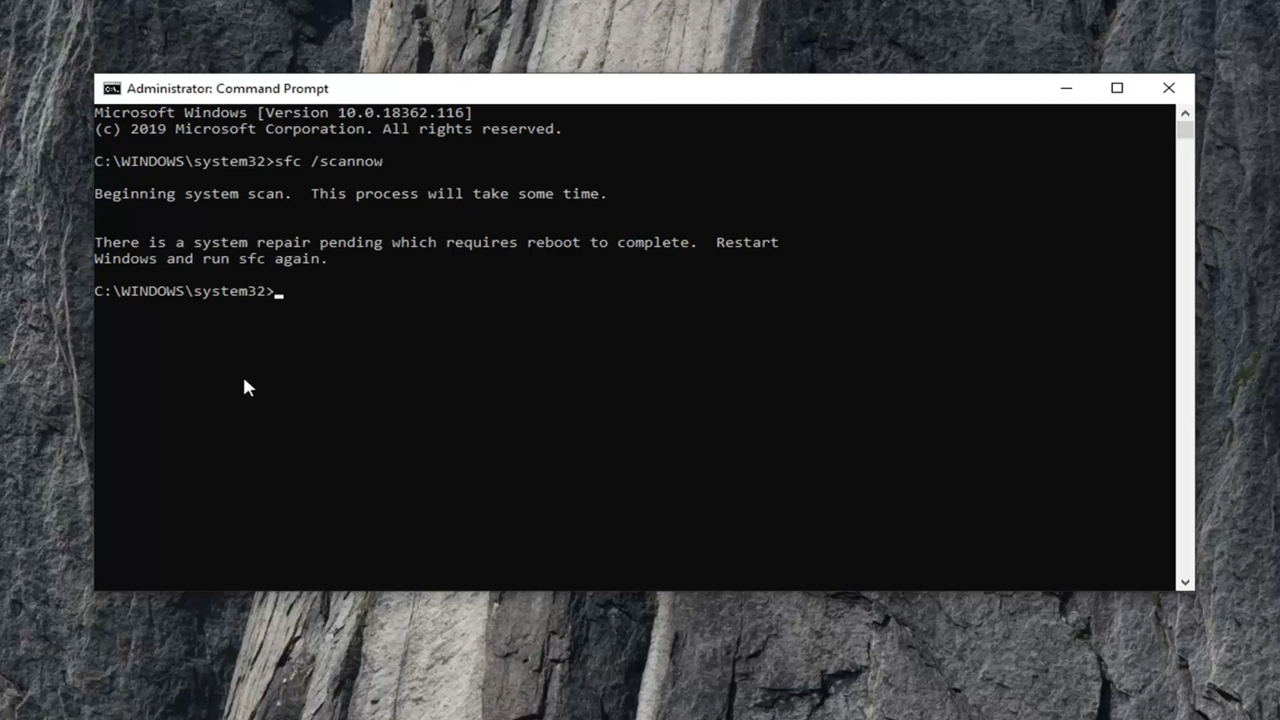 Administrator: Command Prompt
Microsoft Windows [Version 10.0.18362.116]
(c) 2019 Microsoft Corporation. All rights reserved.
C:\WINDOWS\system32>sfc /scannow
Beginning system scan.  This process will take some time.
There is a system repair pending which requires reboot to complete.  Restart
Windows and run sfc again.
C:\WINDOWS\system32>